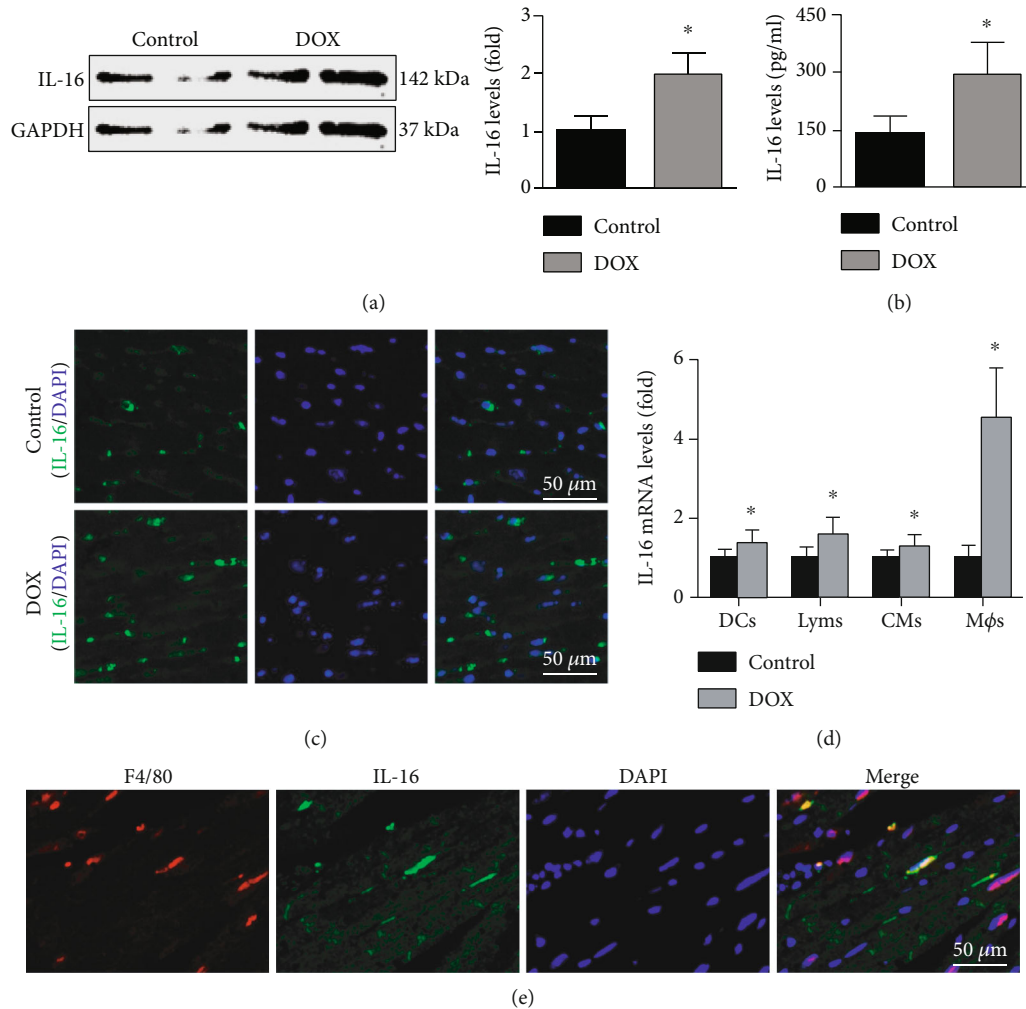 Control DOX
IL-16 142 kDa
GAPDH 37 kDa
IL-16 levels (fold)
3
2
1
0
*
Control
DOX
(a)
IL-16 levels (pg/ml)
450
300
150
0
*
Control
DOX
(b)
Control
(IL-16/DAPI)
50 μm
DOX
(IL-16/DAPI)
50 μm
(c)
IL-16 mRNA levels (fold)
6
4
2
0
* * * *
DCs Lyms CMs Mϕs
Control
DOX
(d)
F4/80 IL-16 DAPI Merge
50 μm
(e)